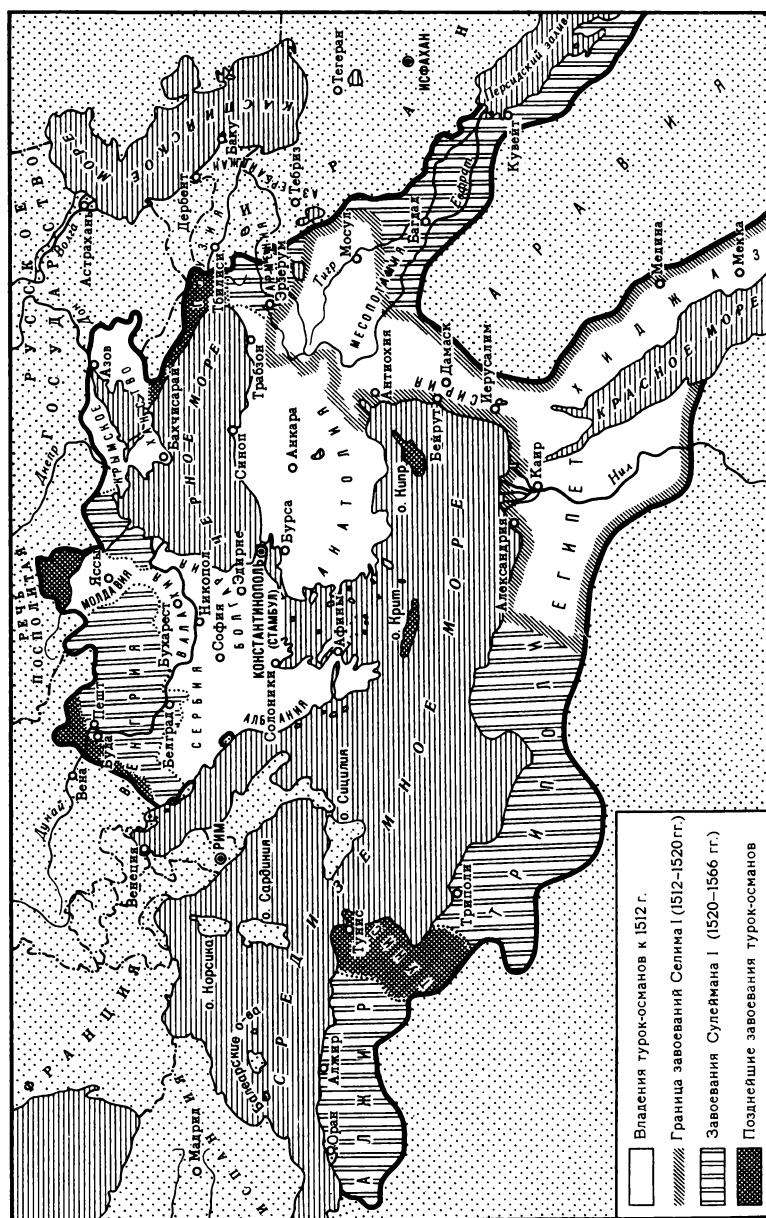 РУССКОЕ
ГОСУДАРСТВО
РЕЧЬ
ПОСПОЛИТАЯ
Днепр
Дон
Волга
Астрахань
КАСПИЙСКОЕ
МОРЕ
Азов
КРЫМСКОЕ
ХАНСТВО
Бахчисарай
Дербент
Баку
АЗЕРБАЙДЖАН
ГРУЗИЯ
Тбилиси
АРМЕНИЯ
Эрзерум
Тебриз
Тегеран
ИСФАХАН
ИРАН
Дунай
Вена
Буда
Пешт
ВЕНГРИЯ
Яссы
МОЛДАВИЯ
Бухарест
ВАЛАХИЯ
Белград
СЕРБИЯ
Никопол
София
БОЛГАРИЯ
Эдирне
КОНСТАНТИНОПОЛЬ
(СТАМБУЛ)
Солоники
АЛБАНИЯ
Афины
ЧЕРНОЕ МОРЕ
Синоп
Трабзон
Бурса
Анкара
АНАТОЛИЯ
Мосул
Тигр
МЕСОПОТАМИЯ
Багдад
Евфрат
Персидский залив
Кувейт
АРАВИЯ
Антиохия
СИРИЯ
Дамаск
Бейрут
Иерусалим
о. Кипр
о. Крит
Медина
Мекка
ХИДЖАЗ
КРАСНОЕ МОРЕ
Каир
Нил
Александрия
ЕГИПЕТ
ФРАНЦИЯ
Венеция
РИМ
о. Корсика
о. Сардиния
о. Сицилия
Балеарские о-ва
СРЕДИЗЕМНОЕ МОРЕ
ИСПАНИЯ
Мадрид
Оран
Алжир
АЛЖИР
Тунис
ТУНИС
Триполи
ТРИПОЛИ
Владения турок-османов к 1512 г.
Граница завоеваний Селима I (1512–1520 гг.)
Завоевания Сулеймана I (1520–1566 гг.)
Позднейшие завоевания турок-османов